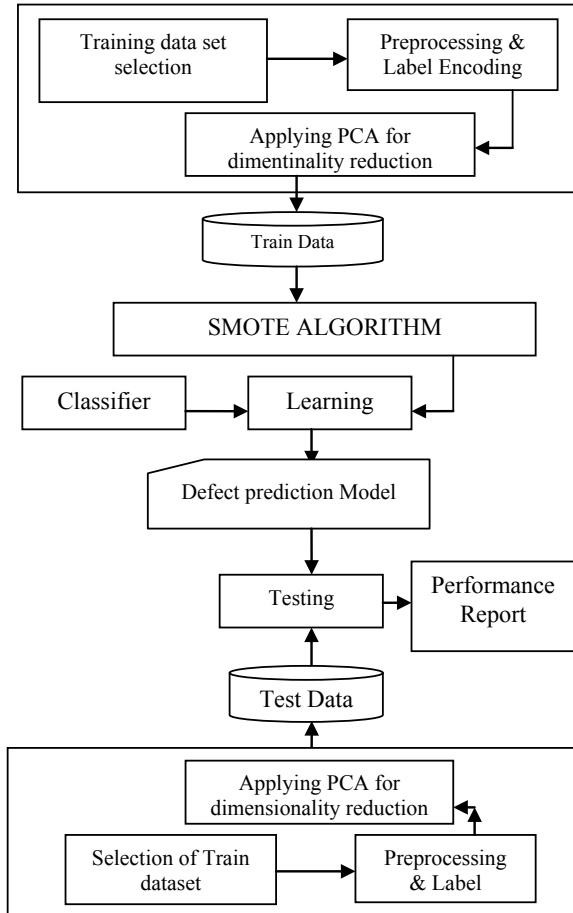 Training data set
selection
Preprocessing &
Label Encoding
Applying PCA for
dimentinality reduction
Train Data
SMOTE ALGORITHM
Classifier
Learning
Defect prediction Model
Testing
Performance
Report
Test Data
Applying PCA for
dimensionality reduction
Selection of Train
dataset
Preprocessing
& Label